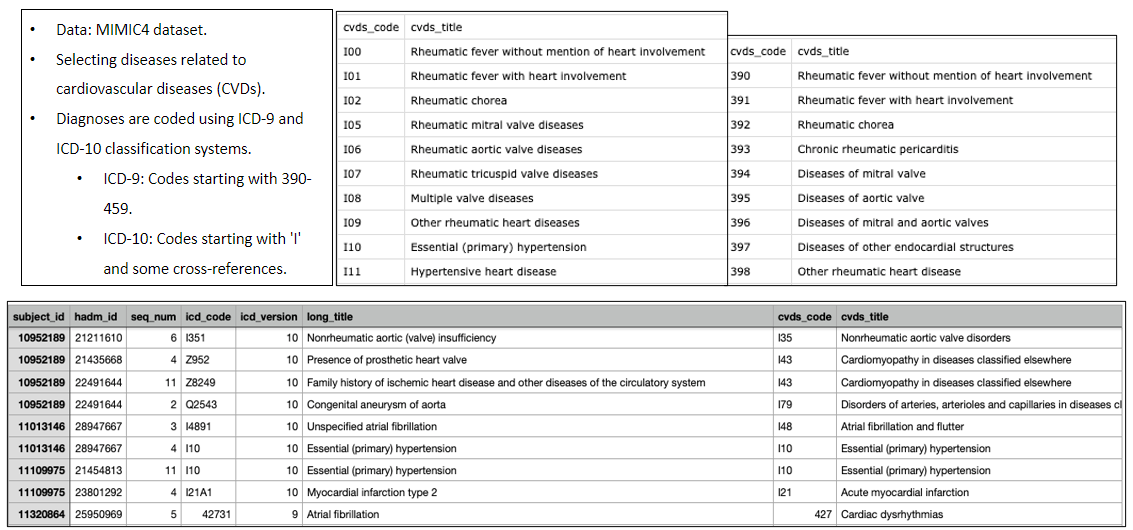 • Data: MIMIC4 dataset.
• Selecting diseases related to
cardiovascular diseases (CVDs).
• Diagnoses are coded using ICD-9 and
ICD-10 classification systems.
• ICD-9: Codes starting with 390-
459.
• ICD-10: Codes starting with 'I'
and some cross-references.
cvds_code cvds_title
I00 Rheumatic fever without mention of heart involvement
I01 Rheumatic fever with heart involvement
I02 Rheumatic chorea
I05 Rheumatic mitral valve diseases
I06 Rheumatic aortic valve diseases
I07 Rheumatic tricuspid valve diseases
I08 Multiple valve diseases
I09 Other rheumatic heart diseases
I10 Essential (primary) hypertension
I11 Hypertensive heart disease
cvds_code cvds_title
390 Rheumatic fever without mention of heart involvement
391 Rheumatic fever with heart involvement
392 Rheumatic chorea
393 Chronic rheumatic pericarditis
394 Diseases of mitral valve
395 Diseases of aortic valve
396 Diseases of mitral and aortic valves
397 Diseases of other endocardial structures
398 Other rheumatic heart disease
subject_id hadm_id seq_num icd_code icd_version long_title cvds_code cvds_title
10952189 21211610 6 I351 10 Nonrheumatic aortic (valve) insufficiency I35 Nonrheumatic aortic valve disorders
10952189 21435668 4 Z952 10 Presence of prosthetic heart valve I43 Cardiomyopathy in diseases classified elsewhere
10952189 22491644 11 Z8249 10 Family history of ischemic heart disease and other diseases of the circulatory system I43 Cardiomyopathy in diseases classified elsewhere
10952189 22491644 2 Q2543 10 Congenital aneurysm of aorta I79 Disorders of arteries, arterioles and capillaries in diseases cl
11013146 28947667 3 I4891 10 Unspecified atrial fibrillation I48 Atrial fibrillation and flutter
11013146 28947667 4 I10 10 Essential (primary) hypertension I10 Essential (primary) hypertension
11109975 21454813 11 I10 10 Essential (primary) hypertension I10 Essential (primary) hypertension
11109975 23801292 4 I21A1 10 Myocardial infarction type 2 I21 Acute myocardial infarction
11320864 25950969 5 42731 9 Atrial fibrillation 427 Cardiac dysrhythmias